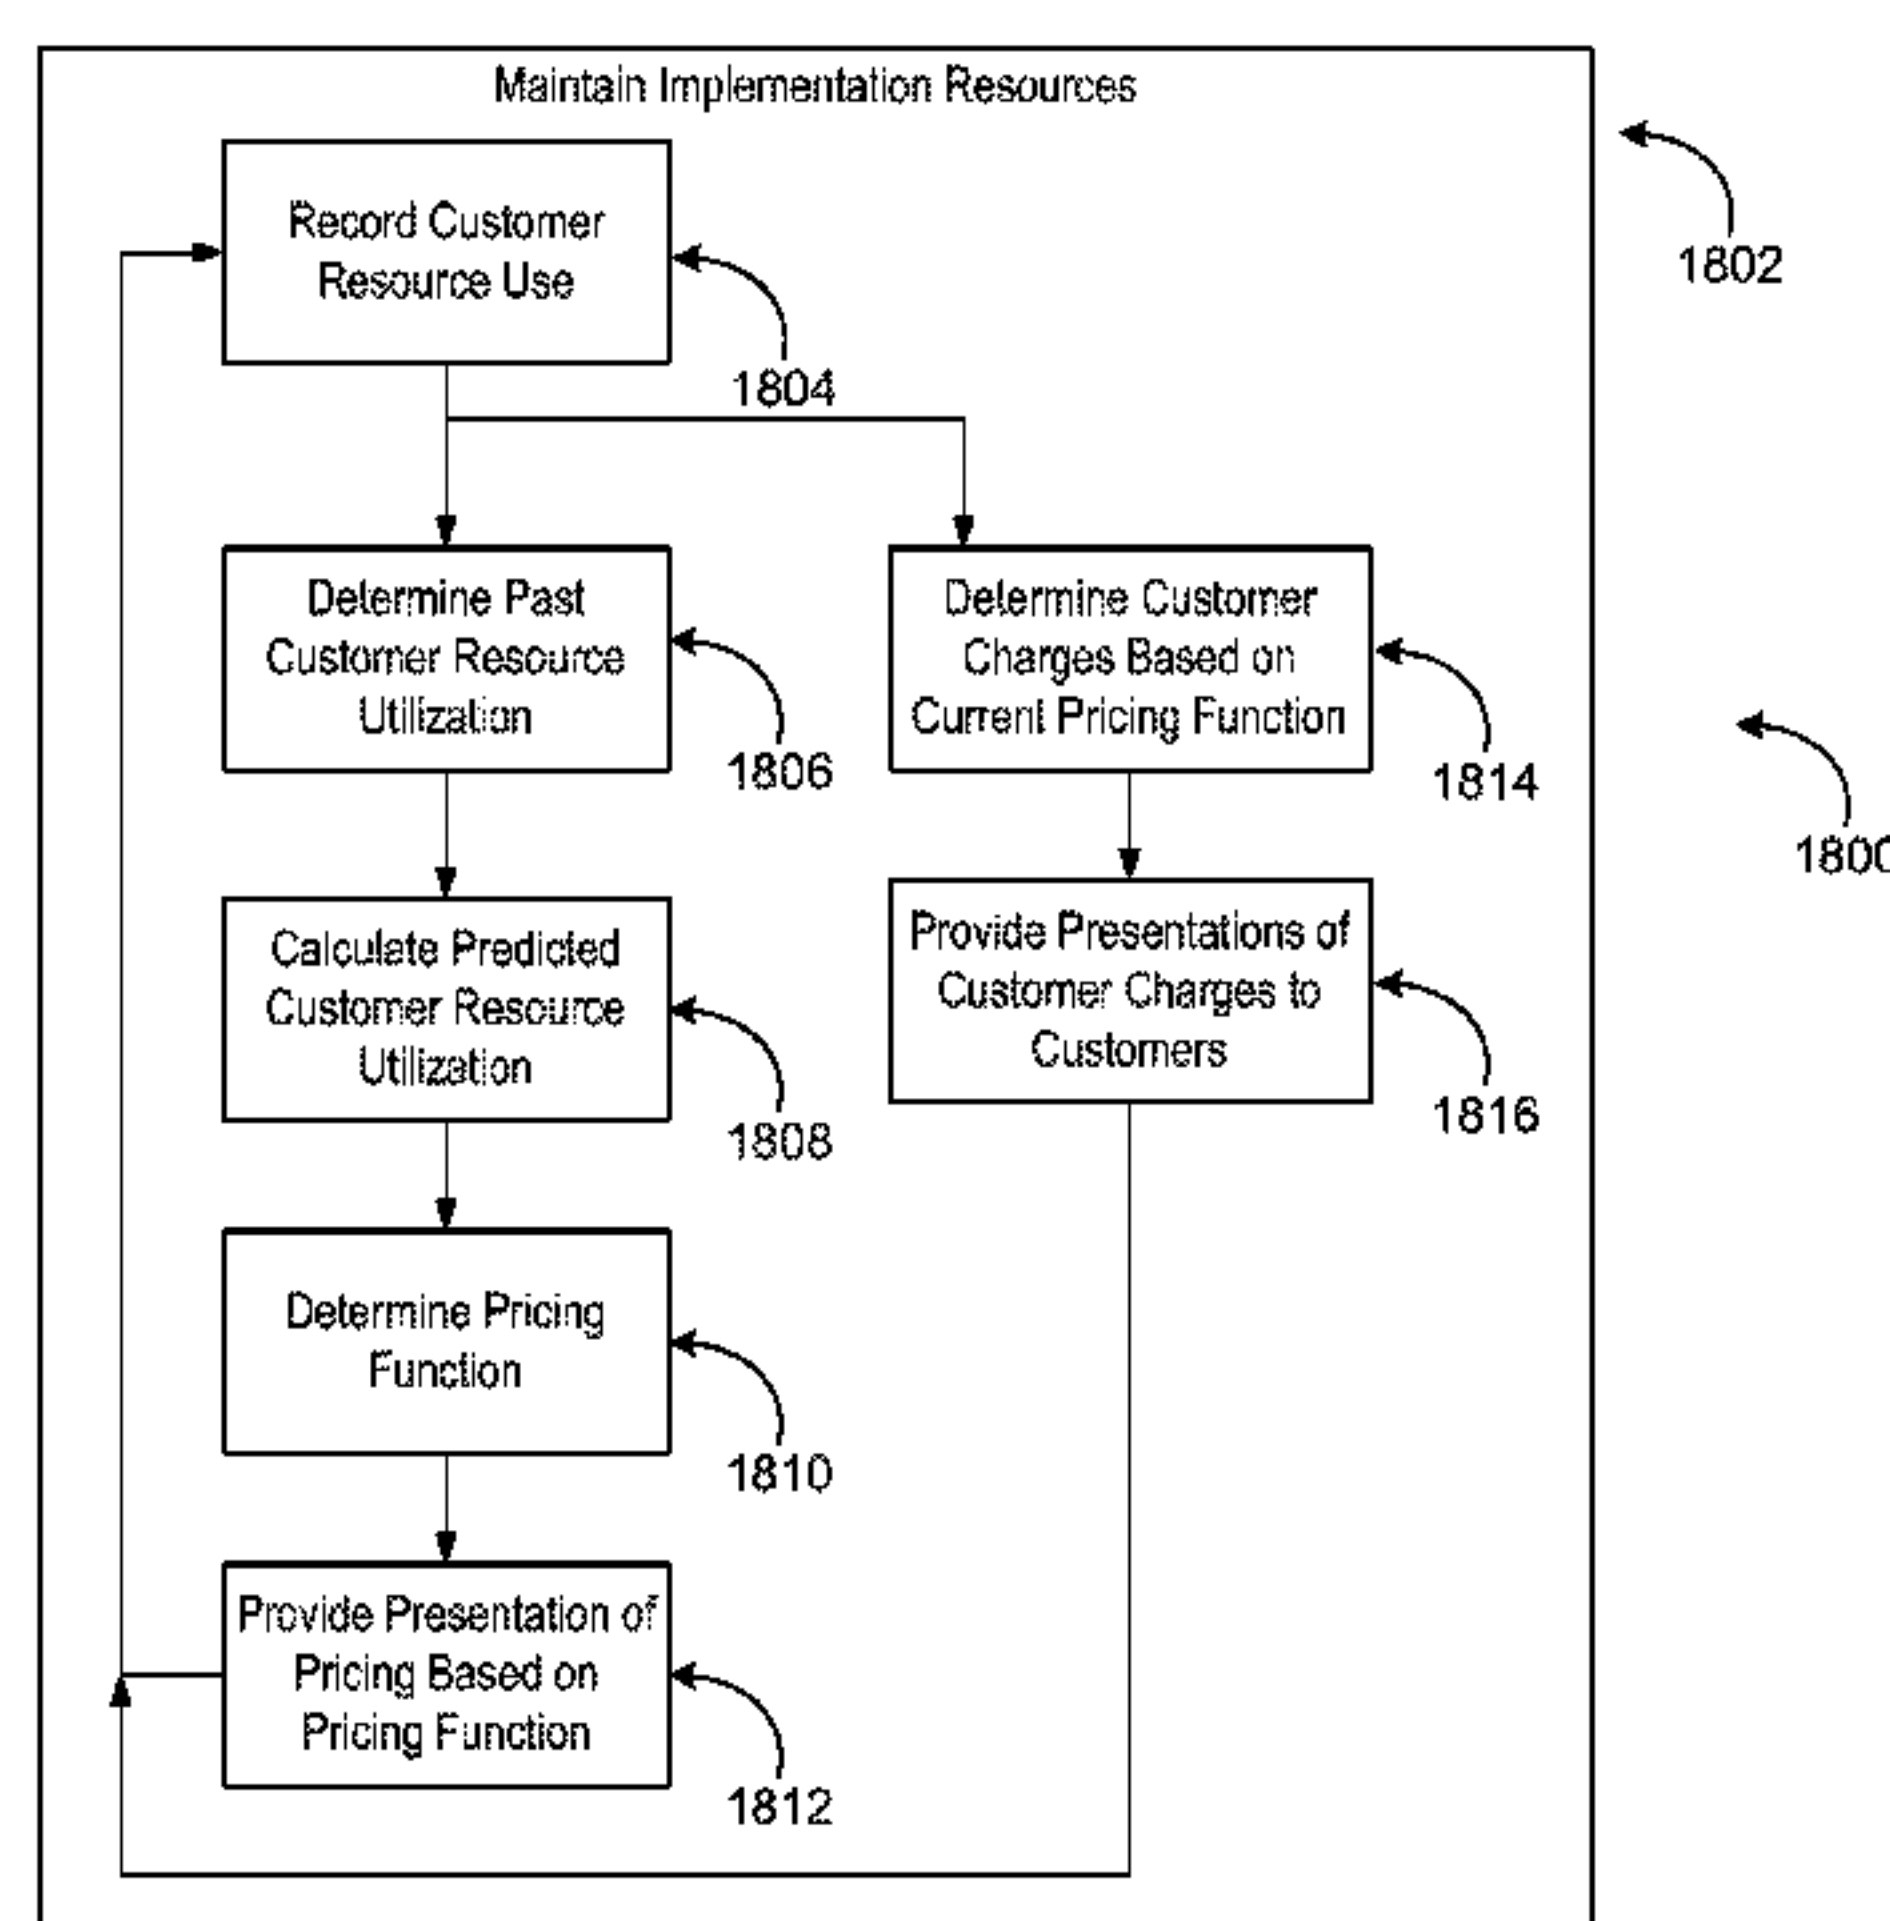 Maintain Implementation Resources
1802
Record Customer
Resource Use
1804
Determine Past
Customer Resource
Utilization
1806
Determine Customer
Charges Based on
Current Pricing Function
1814
1800
Calculate Predicted
Customer Resource
Utilization
1808
Provide Presentations of
Customer Charges to
Customers
1816
Determine Pricing
Function
1810
Provide Presentation of
Pricing Based on
Pricing Function
1812